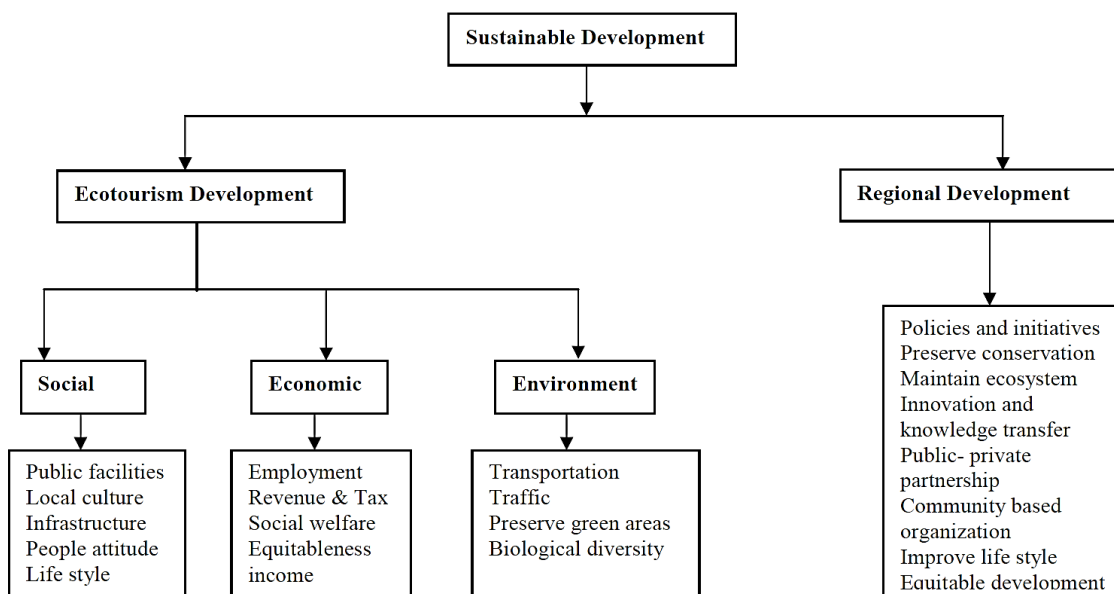 Sustainable Development
Ecotourism Development
Regional Development
Social
Economic
Environment
Public facilities
Local culture
Infrastructure
People attitude
Life style
Employment
Revenue & Tax
Social welfare
Equitableness
income
Transportation
Traffic
Preserve green areas
Biological diversity
Policies and initiatives
Preserve conservation
Maintain ecosystem
Innovation and
knowledge transfer
Public- private
partnership
Community based
organization
Improve life style
Equitable development